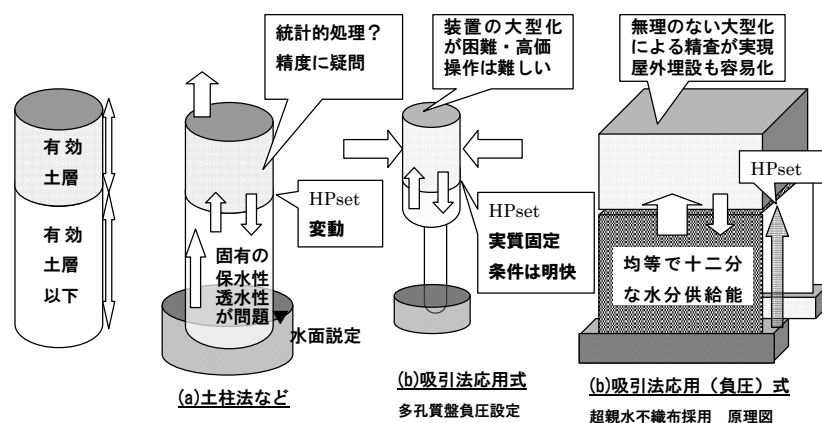 統計的処理？
精度に疑問
装置の大型化
が困難・高価
操作は難しい
無理のない大型化
による精査が実現
屋外埋設も容易化
有効
土層
有効
土層
以下
HPset
変動
固有の
保水性
透水性
が問題
水面設定
HPset
実質固定
条件は明快
HPset
均等で十二分
な水分供給能
(a)土柱法など
(b)吸引法応用式
多孔質盤負圧設定
(b)吸引法応用（負圧）式
超親水不織布採用　原理図